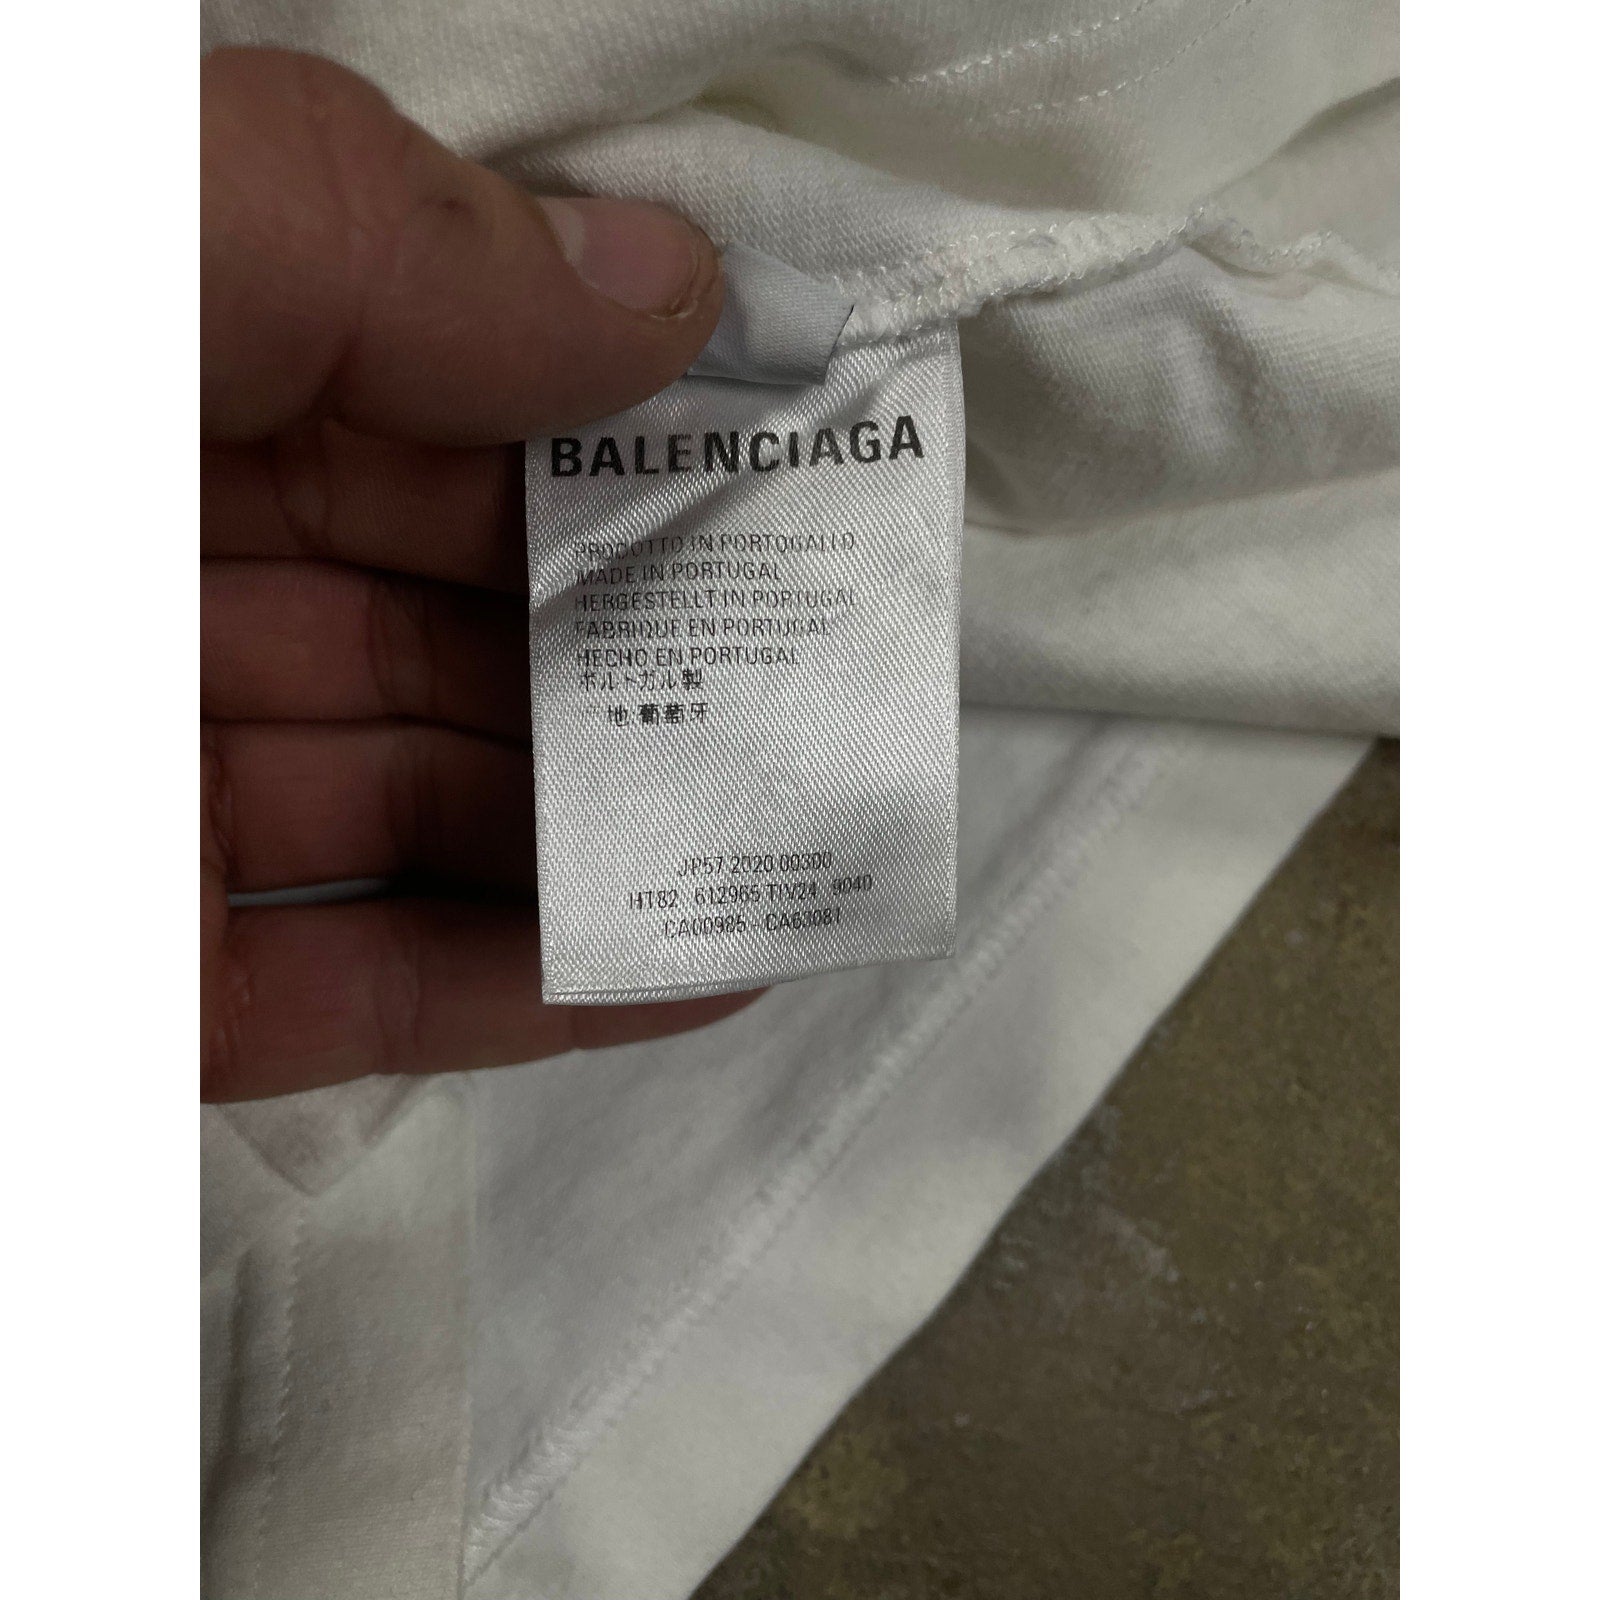 BALENCIAGA
PRODOTTO IN PORTOGALLO
MADE IN PORTUGAL
HERGESTELLT IN PORTUGAL
FABRIQUE EN PORTUGAL
HECHO EN PORTUGAL
ポルトガル製
产地:葡萄牙
JP57 2020 00300
HT82 612965 TIV24 9040
CA00985 - CA63081